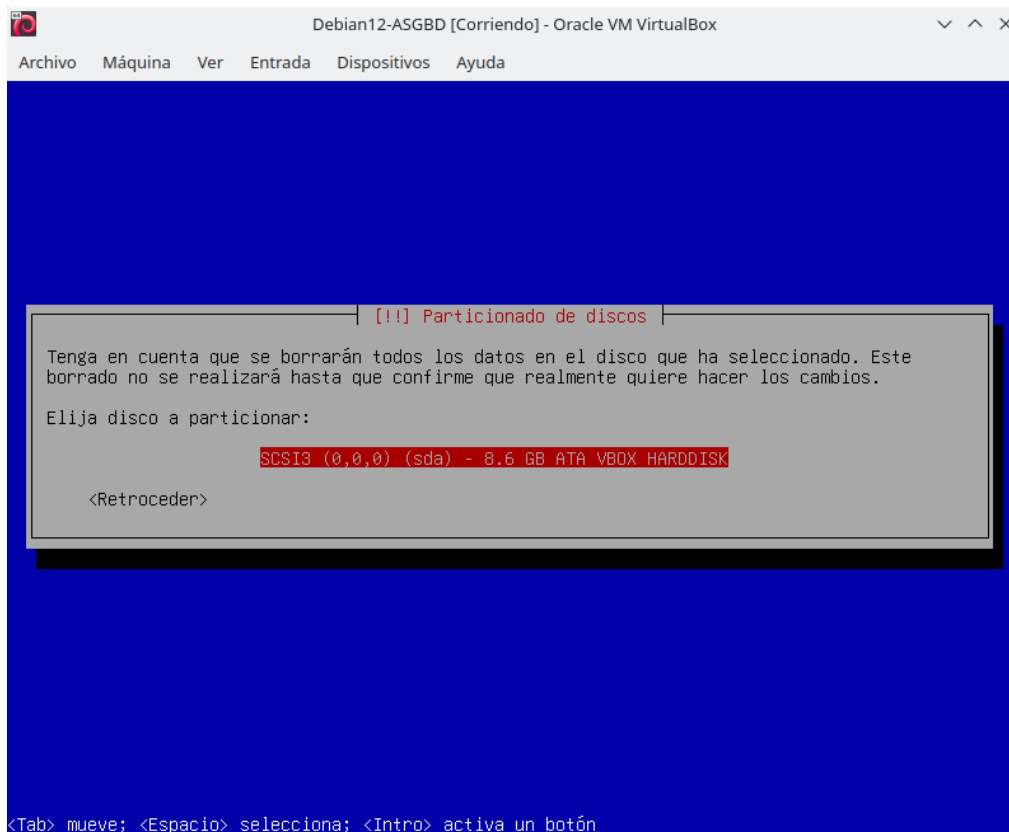 Debian12-ASGBD [Corriendo] - Oracle VM VirtualBox
Archivo Máquina Ver Entrada Dispositivos Ayuda
[!!] Particionado de discos
Tenga en cuenta que se borrarán todos los datos en el disco que ha seleccionado. Este
borrado no se realizará hasta que confirme que realmente quiere hacer los cambios.
Elija disco a particionar:
SCSI3 (0,0,0) (sda) - 8.6 GB ATA VBOX HARDDISK
<Retroceder>
<Tab> mueve; <Espacio> selecciona; <Intro> activa un botón